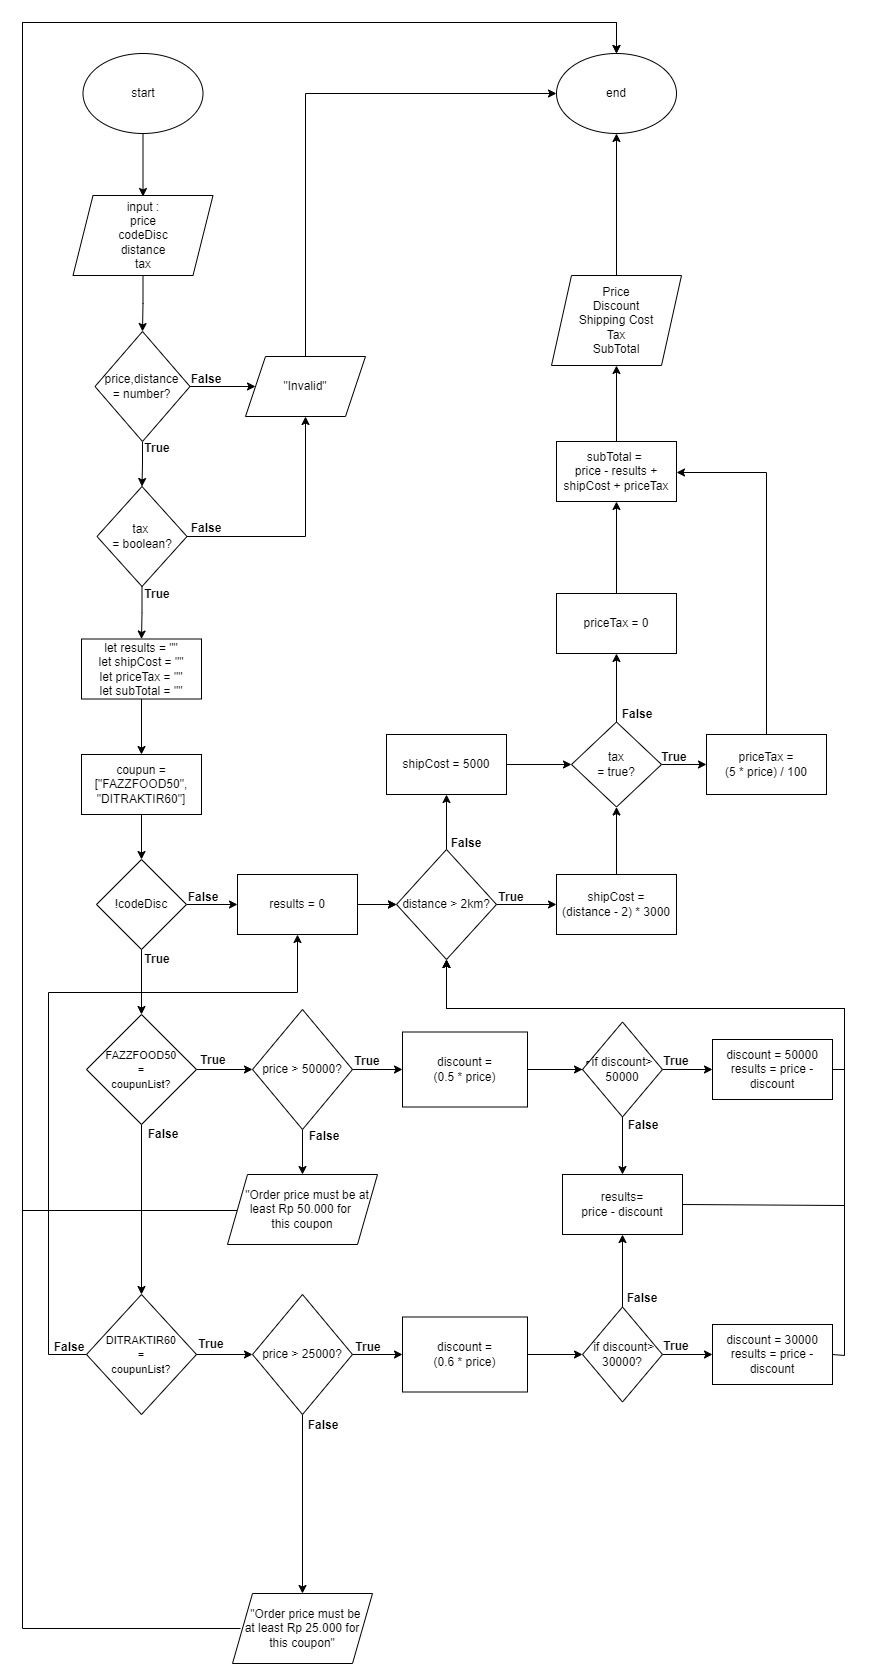 start
end
input :
price
codeDisc
distance
tax
Price
Discount
Shipping Cost
Tax
SubTotal
price,distance
= number?
False
"Invalid"
True
subTotal =
price - results +
shipCost + priceTax
tax
= boolean?
False
True
priceTax = 0
let results = ""
let shipCost = ""
let priceTax = ""
let subTotal = ""
False
shipCost = 5000
tax
= true?
True
priceTax =
(5 * price) / 100
coupun =
["FAZZFOOD50",
"DITRAKTIR60"]
False
!codeDisc
False
results = 0
distance > 2km?
True
shipCost =
(distance - 2) * 3000
True
FAZZFOOD50
=
coupunList?
True
price > 50000?
True
discount =
(0.5 * price)
if discount>
50000
True
discount = 50000
results = price -
discount
False
False
False
"Order price must be at
least Rp 50.000 for
this coupon
results=
price - discount
False
False
DITRAKTIR60
=
coupunList?
True
price > 25000?
True
discount =
(0.6 * price)
if discount>
30000?
True
discount = 30000
results = price -
discount
False
"Order price must be
at least Rp 25.000 for
this coupon"